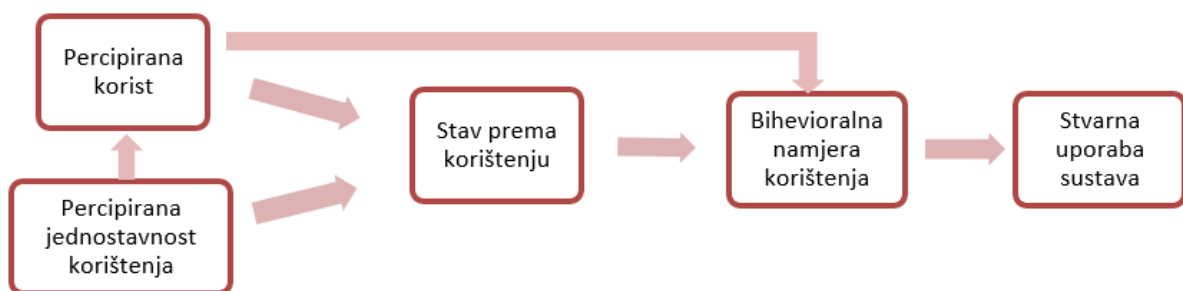 Percipirana
korist
Percipirana
jednostavnost
korištenja
Stav prema
korištenju
Bihevioralna
namjera
korištenja
Stvarna
uporaba
sustava